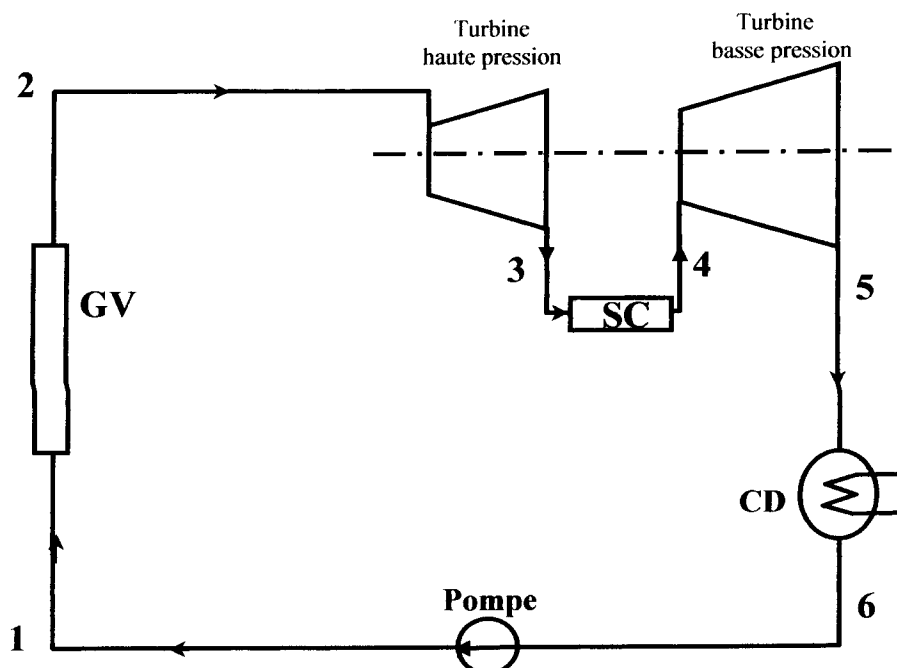 Turbine
haute pression
Turbine
basse pression
2
3
4
5
GV
SC
CD
Pompe
6
1